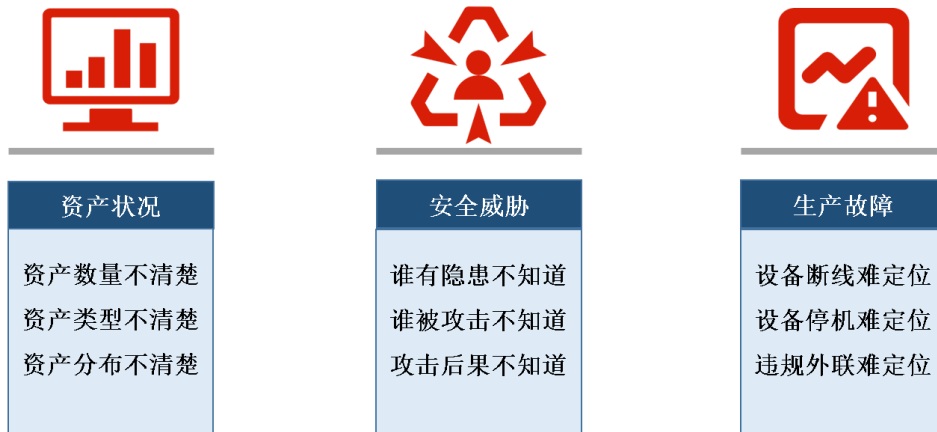 资产状况
资产数量不清楚
资产类型不清楚
资产分布不清楚
安全威胁
谁有隐患不知道
谁被攻击不知道
攻击后果不知道
生产故障
设备断线难定位
设备停机难定位
违规外联难定位